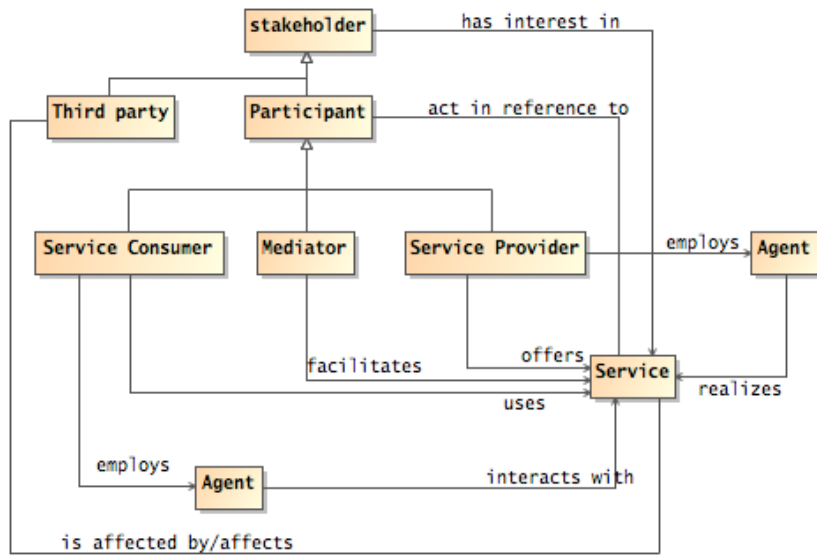 stakeholder
has interest in
Third party
Participant
act in reference to
Service Consumer
Mediator
Service Provider
employs
Agent
offers
facilitates
Service
uses
realizes
employs
Agent
interacts with
is affected by/affects